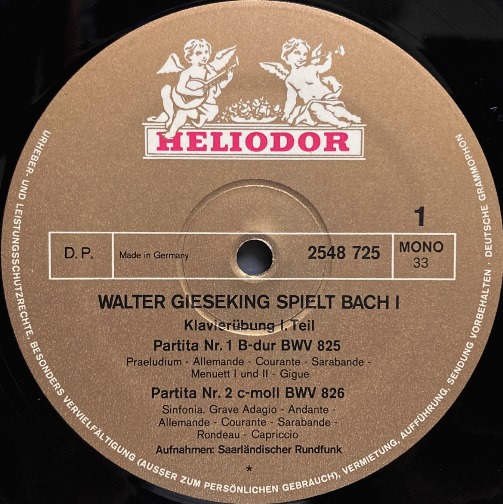 HELIODOR
1
D. P.
Made in Germany
2548 725
MONO
33
WALTER GIESEKING SPIELT BACH I
Klavierübung I. Teil
Partita Nr. 1 B-dur BWV 825
Praeludium - Allemande - Courante - Sarabande -
Menuett I und II - Gigue
Partita Nr. 2 c-moll BWV 826
Sinfonia. Grave Adagio - Andante -
Allemande - Courante - Sarabande -
Rondeau - Capriccio
Aufnahmen: Saarländischer Rundfunk
*
URHEBER- UND LEISTUNGSSCHUTZRECHTE, BESONDERS VERVIELFÄLTIGUNG (AUSSER ZUM PERSÖNLICHEN GEBRAUCH), VERMIETUNG, AUFFÜHRUNG, SENDUNG VORBEHALTEN · DEUTSCHE GRAMMOPHON